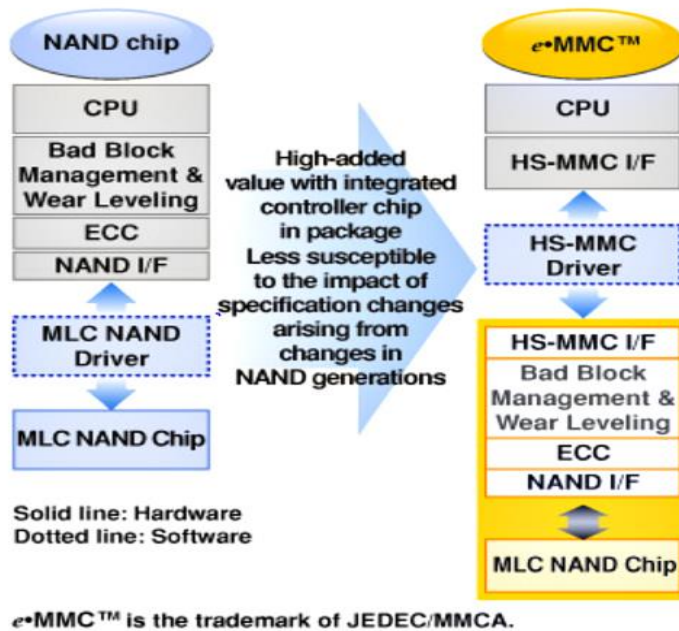 NAND chip
CPU
Bad Block
Management &
Wear Leveling
ECC
NAND I/F
MLC NAND
Driver
MLC NAND Chip
Solid line: Hardware
Dotted line: Software
High-added
value with integrated
controller chip
in package
Less susceptible
to the impact of
specification changes
arising from
changes in
NAND generations
e•MMC™
CPU
HS-MMC I/F
HS-MMC
Driver
HS-MMC I/F
Bad Block
Management &
Wear Leveling
ECC
NAND I/F
MLC NAND Chip
e•MMC™ is the trademark of JEDEC/MMCA.